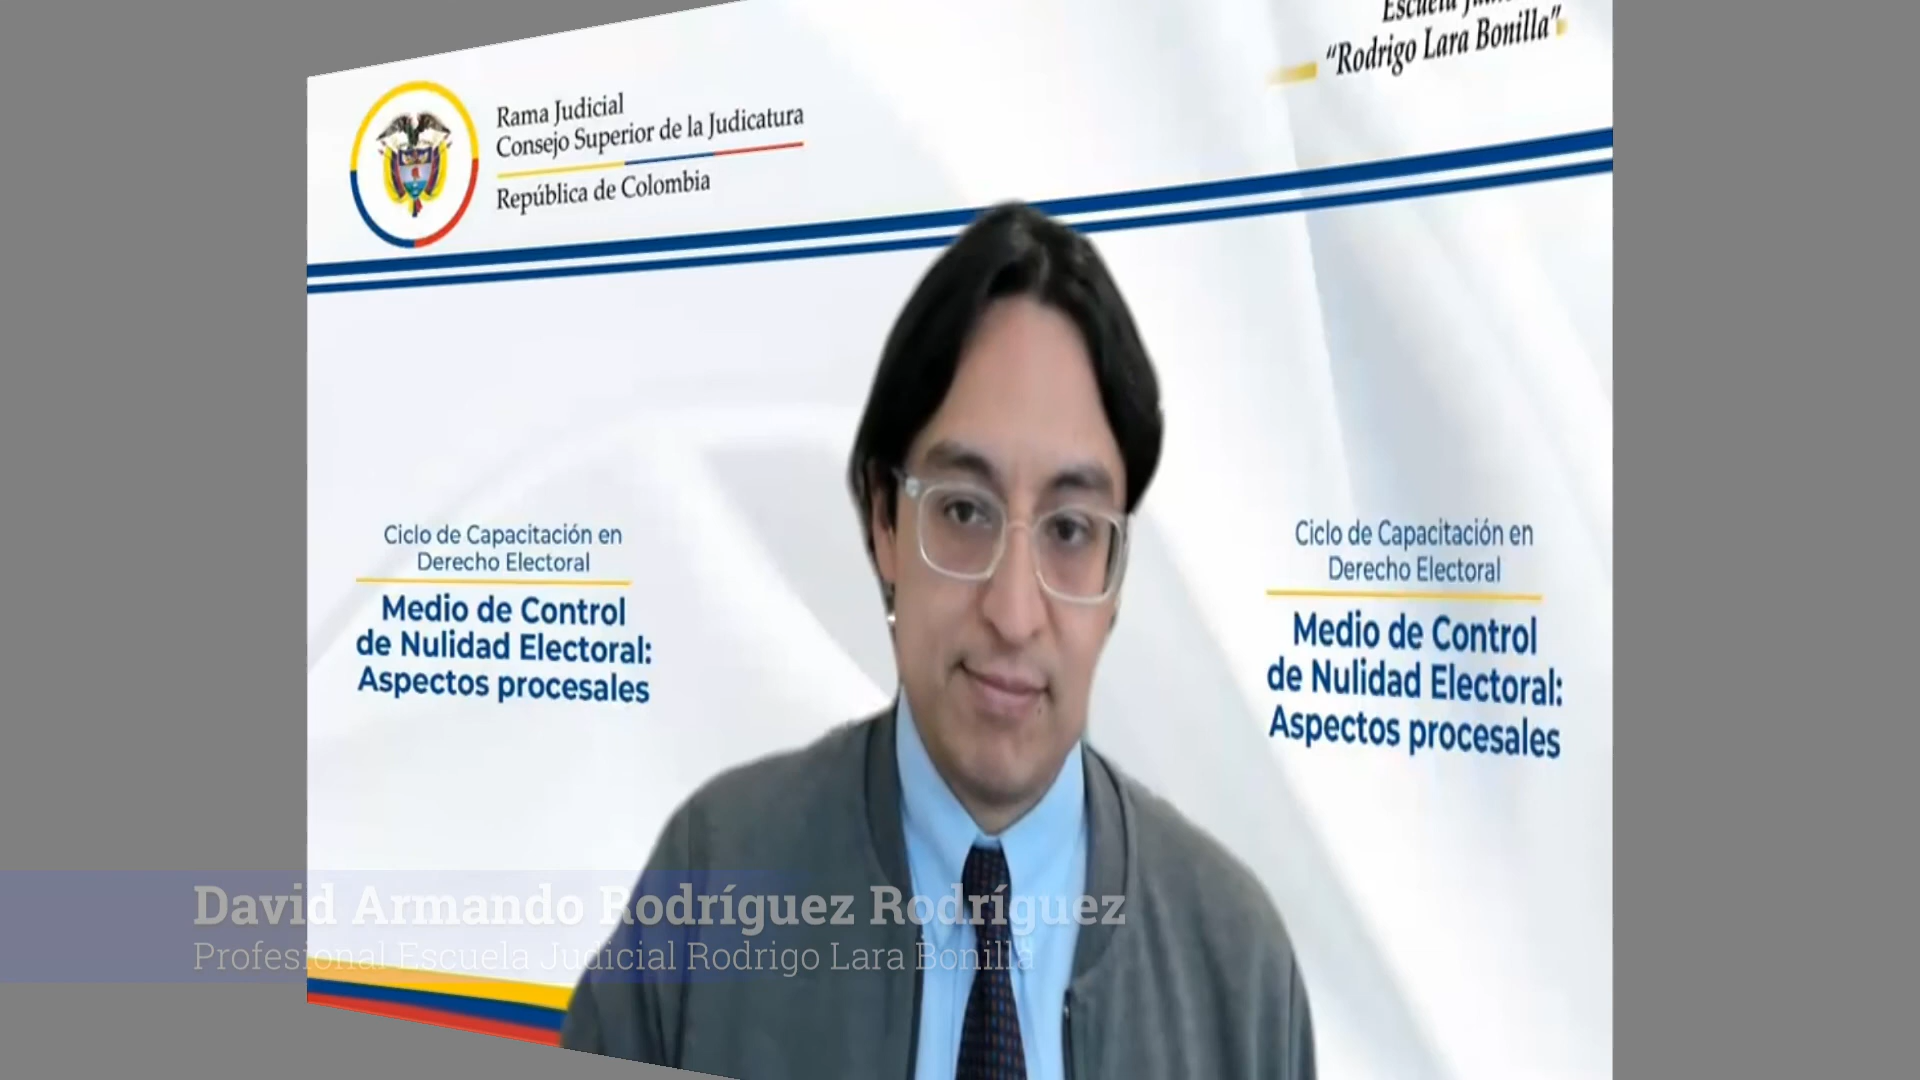 Rama Judicial
Consejo Superior de la Judicatura
República de Colombia
Escuela
"Rodrigo Lara Bonilla"
Ciclo de Capacitación en
Derecho Electoral
Medio de Control
de Nulidad Electoral:
Aspectos procesales
Ciclo de Capacitación en
Derecho Electoral
Medio de Control
de Nulidad Electoral:
Aspectos procesales
David Armando Rodríguez Rodríguez
Profesional Escuela Judicial Rodrigo Lara Bonilla